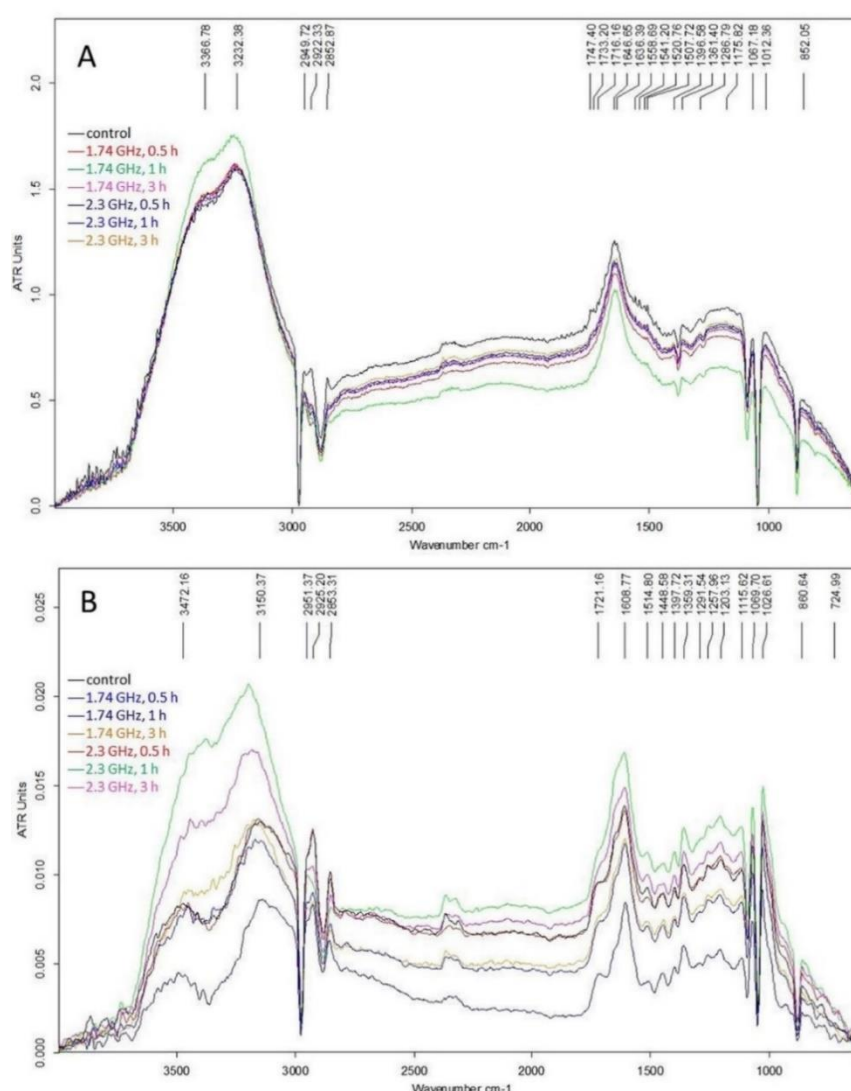 A
3366.78 3232.38 2949.72 2922.33 2852.87 1747.40 1733.20 1716.16 1646.65 1636.39 1558.69 1541.20 1520.76 1507.72 1396.58 1361.40 1286.79 1175.82 1067.18 1012.36 852.05
control
1.74 GHz, 0.5 h
1.74 GHz, 1 h
1.74 GHz, 3 h
2.3 GHz, 0.5 h
2.3 GHz, 1 h
2.3 GHz, 3 h
ATR Units
2.0
1.5
1.0
0.5
0.0
3500 3000 2500 2000 1500 1000
Wavenumber cm-1
B
3472.16 3150.37 2951.37 2925.20 2853.31 1721.16 1608.77 1514.80 1448.58 1397.72 1359.31 1291.54 1257.96 1203.13 1115.62 1069.70 1026.61 860.64 724.99
control
1.74 GHz, 0.5 h
1.74 GHz, 1 h
1.74 GHz, 3 h
2.3 GHz, 0.5 h
2.3 GHz, 1 h
2.3 GHz, 3 h
ATR Units
0.025
0.020
0.015
0.010
0.005
0.000
3500 3000 2500 2000 1500 1000
Wavenumber cm-1